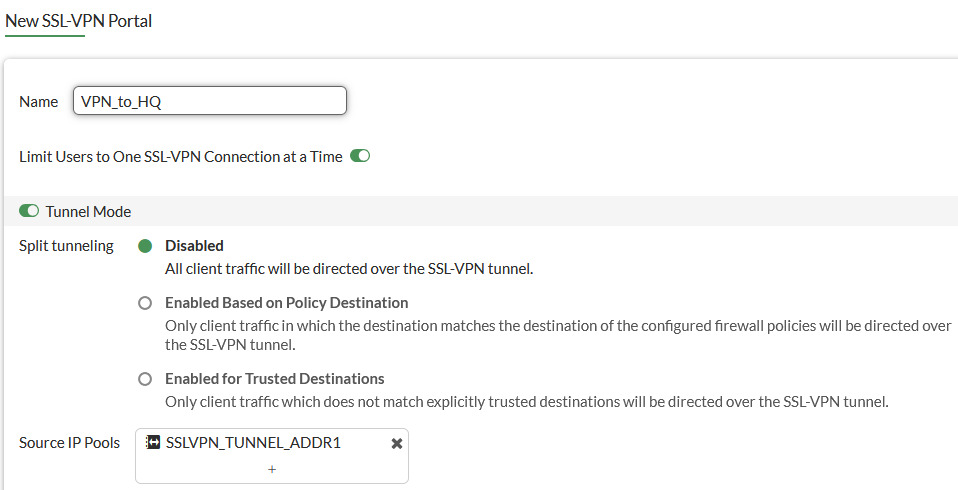 New SSL-VPN Portal
Name VPN_to_HQ
Limit Users to One SSL-VPN Connection at a Time
Tunnel Mode
Split tunneling Disabled
All client traffic will be directed over the SSL-VPN tunnel.
Enabled Based on Policy Destination
Only client traffic in which the destination matches the destination of the configured firewall policies will be directed over
the SSL-VPN tunnel.
Enabled for Trusted Destinations
Only client traffic which does not match explicitly trusted destinations will be directed over the SSL-VPN tunnel.
Source IP Pools SSLVPN_TUNNEL_ADDR1
+